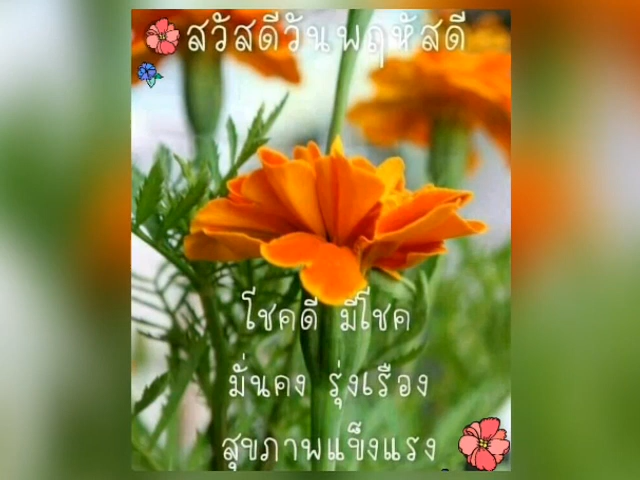 สวัสดีวันพฤหัสดี
โชคดี มีโชค
มั่นคง รุ่งเรือง
สุขภาพแข็งแรง